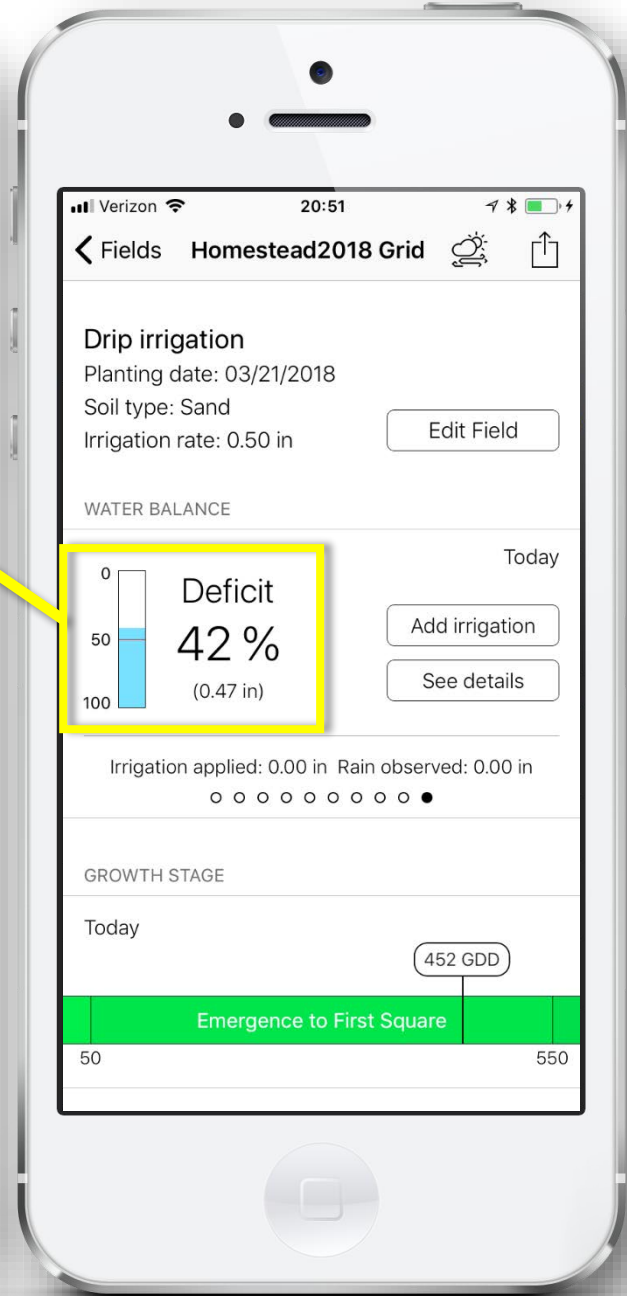 Verizon 20:51
Fields Homestead2018 Grid
Drip irrigation
Planting date: 03/21/2018
Soil type: Sand
Irrigation rate: 0.50 in
Edit Field
WATER BALANCE
Today
0
50
100
Deficit
42 %
(0.47 in)
Add irrigation
See details
Irrigation applied: 0.00 in Rain observed: 0.00 in
GROWTH STAGE
Today
452 GDD
Emergence to First Square
50 550